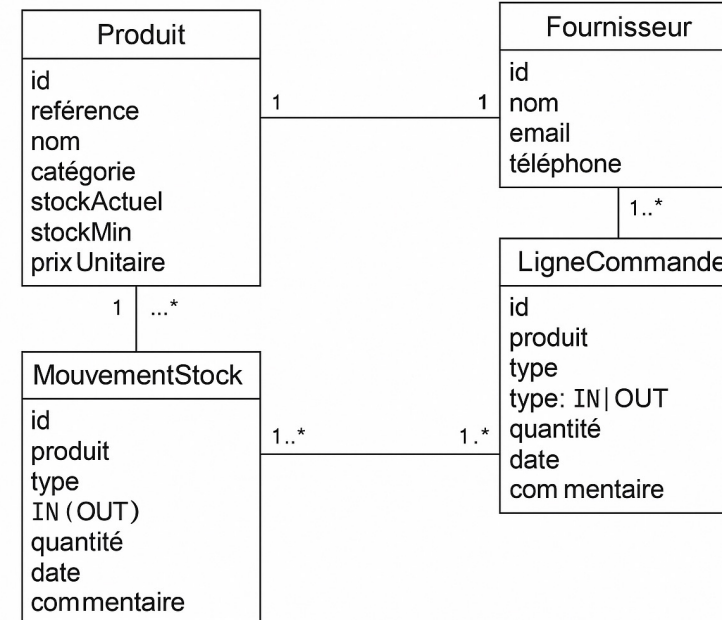 Produit
id
reférence
nom
catégorie
stockActuel
stockMin
prix Unitaire
1
1
Fournisseur
id
nom
email
téléphone
1..*
1
...*
MouvementStock
id
produit
type
IN(OUT)
quantité
date
commentaire
1..*
1.*
LigneCommande
id
produit
type
type: IN|OUT
quantité
date
com mentaire